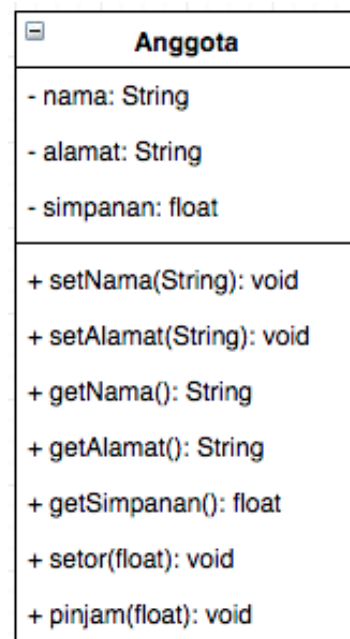 Anggota
- nama: String
- alamat: String
- simpanan: float
+ setNama(String): void
+ setAlamat(String): void
+ getNama(): String
+ getAlamat(): String
+ getSimpanan(): float
+ setor(float): void
+ pinjam(float): void